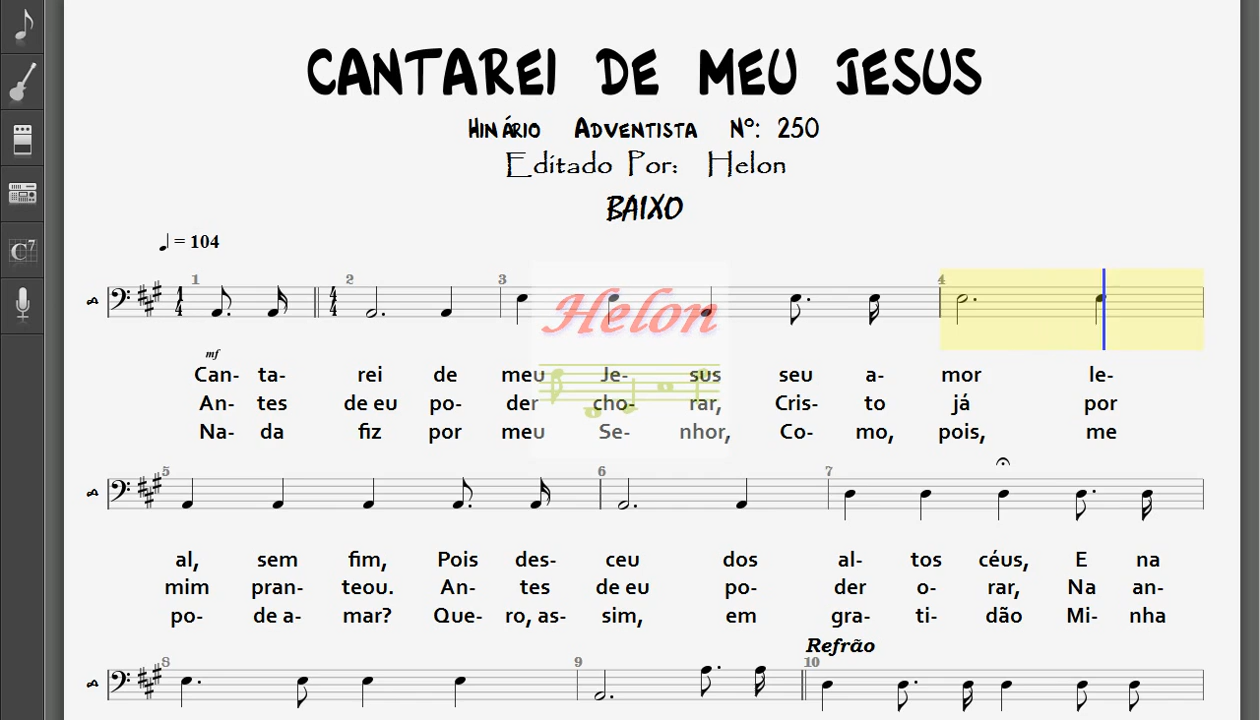 CANTAREI DE MEU JESUS
Hinário Adventista Nº: 250
Editado Por: Helon
BAIXO
♩ = 104
1 2 3 4
Helon
mf
Can- ta- rei de meu Je- sus seu a- mor le-
An- tes de eu po- der cho- rar, Cris- to já por
Na- da fiz por meu Se- nhor, Co- mo, pois, me
5 6 7
al, sem fim, Pois des- ceu dos al- tos céus, E na
mim pran- teou. An- tes de eu po- der o- rar, Na an-
po- de a- mar? Que- ro, as- sim, em gra- ti- dão Mi- nha
Refrão
8 9 10
C7